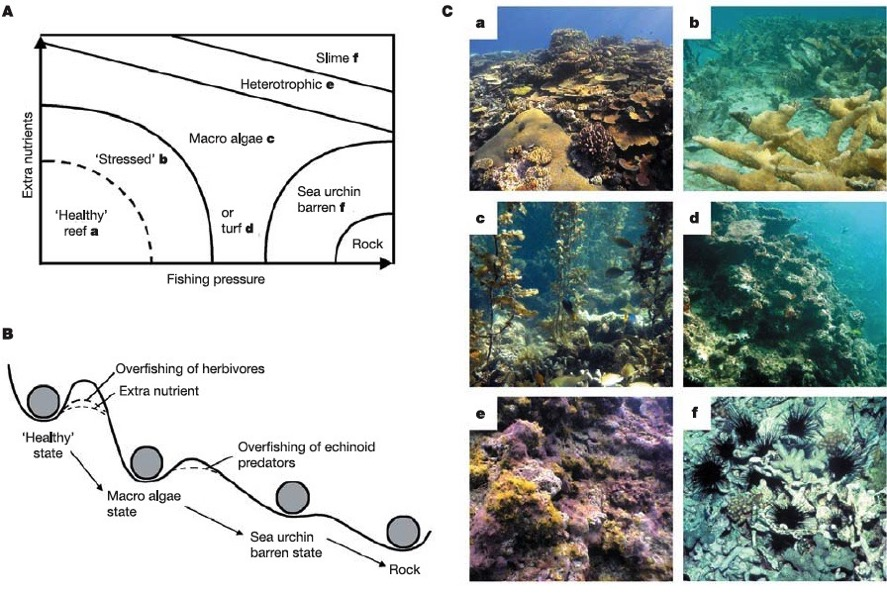 A
Extra nutrients
Slime f
Heterotrophic e
Macro algae c
'Stressed' b
Sea urchin
barren f
'Healthy'
reef a
or
turf d
Rock
Fishing pressure
B
Overfishing of herbivores
Extra nutrient
'Healthy'
state
Overfishing of echinoid
predators
Macro algae
state
Sea urchin
barren state
Rock
C
a
b
c
d
e
f